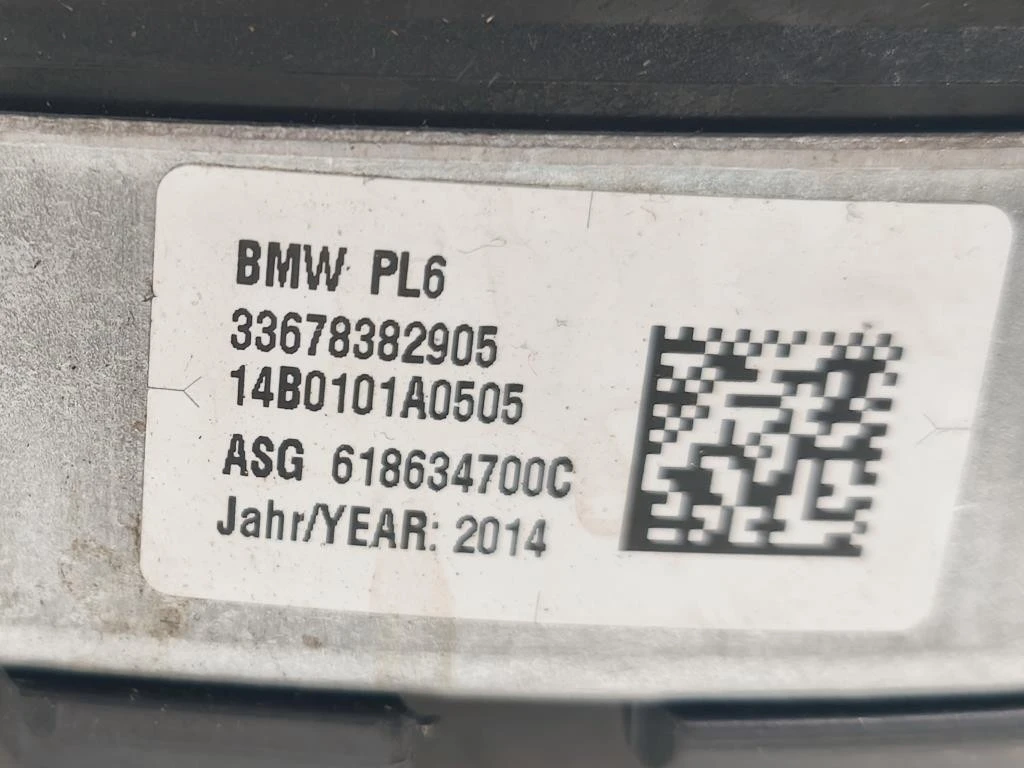 BMW PL6
33678382905
14B0101A0505
ASG 618634700C
Jahr/YEAR: 2014